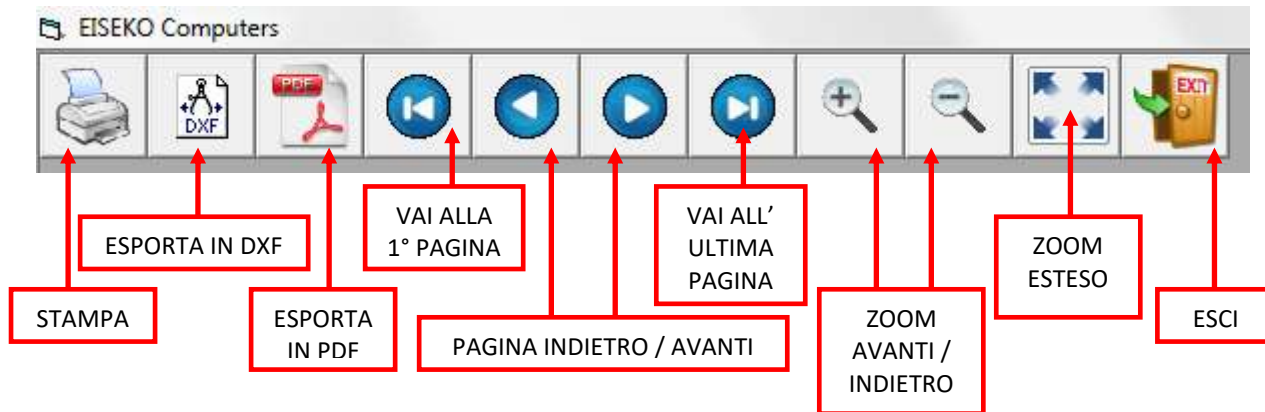 EISEKO Computers
DXF
PDF
EXIT
VAI ALLA
1° PAGINA
VAI ALL’
ULTIMA
PAGINA
ESPORTA IN DXF
ZOOM
ESTESO
STAMPA
ESPORTA
IN PDF
PAGINA INDIETRO / AVANTI
ZOOM
AVANTI /
INDIETRO
ESCI